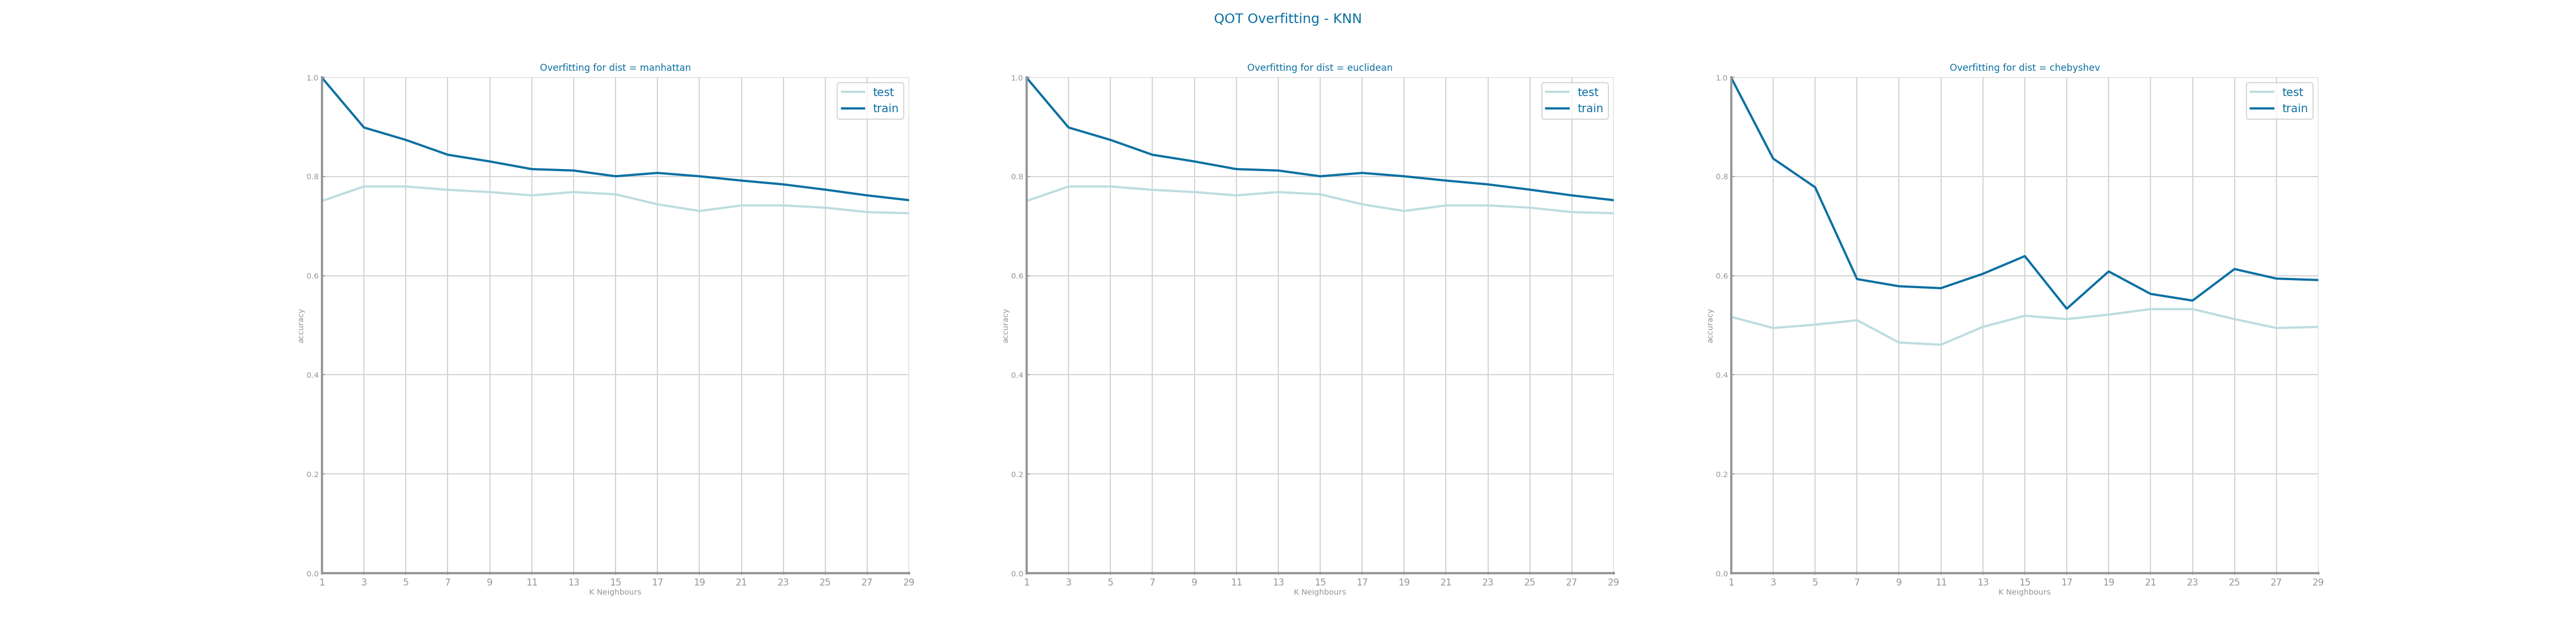 QOT Overfitting - KNN
Overfitting for dist = manhattan
test
train
1.0
0.8
0.6
0.4
0.2
0.0
accuracy
1 3 5 7 9 11 13 15 17 19 21 23 25 27 29
K Neighbours
Overfitting for dist = euclidean
test
train
1.0
0.8
0.6
0.4
0.2
0.0
accuracy
1 3 5 7 9 11 13 15 17 19 21 23 25 27 29
K Neighbours
Overfitting for dist = chebyshev
test
train
1.0
0.8
0.6
0.4
0.2
0.0
accuracy
1 3 5 7 9 11 13 15 17 19 21 23 25 27 29
K Neighbours